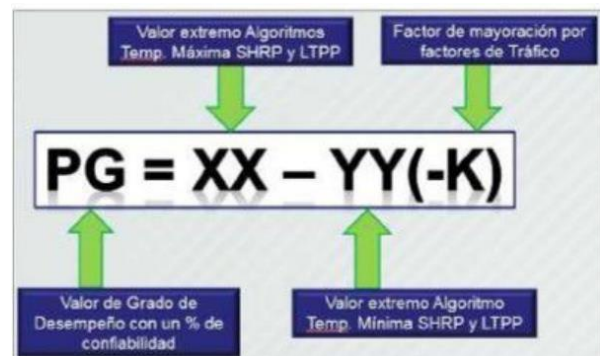 Valor extremo Algoritmos
Temp. Máxima SHRP y LTPP
Factor de mayoración por
factores de Tráfico
PG = XX – YY(-K)
Valor de Grado de
Desempeño con un % de
confiabilidad
Valor extremo Algoritmo
Temp. Mínima SHRP y LTPP